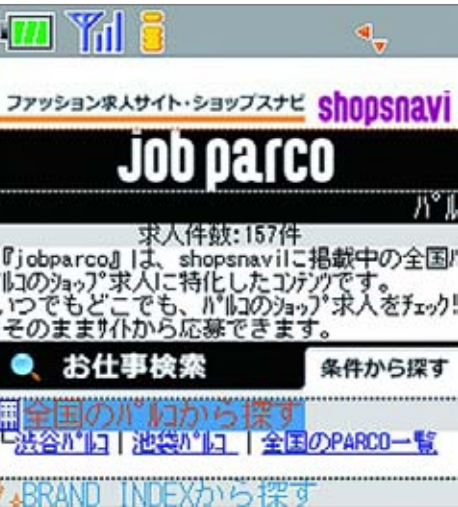 ファッション求人サイト・ショップスナビ shopsnavi
job parco
ﾊﾟﾙ
求人件数:157件
『jobparco』は、shopsnaviに掲載中の全国ﾊ
ﾙｺのｼｮｯﾌﾟ求人に特化したｺﾝﾃﾝﾂです。
いつでもどこでも、ﾊﾟﾙｺのｼｮｯﾌﾟ求人をﾁｪｯｸ!
そのままｻｲﾄから応募できます。
お仕事検索 条件から探す
全国のﾊﾟﾙｺから探す
└渋谷ﾊﾟﾙｺ | 池袋ﾊﾟﾙｺ | 全国のPARCO一覧
BRAND INDEXから探す